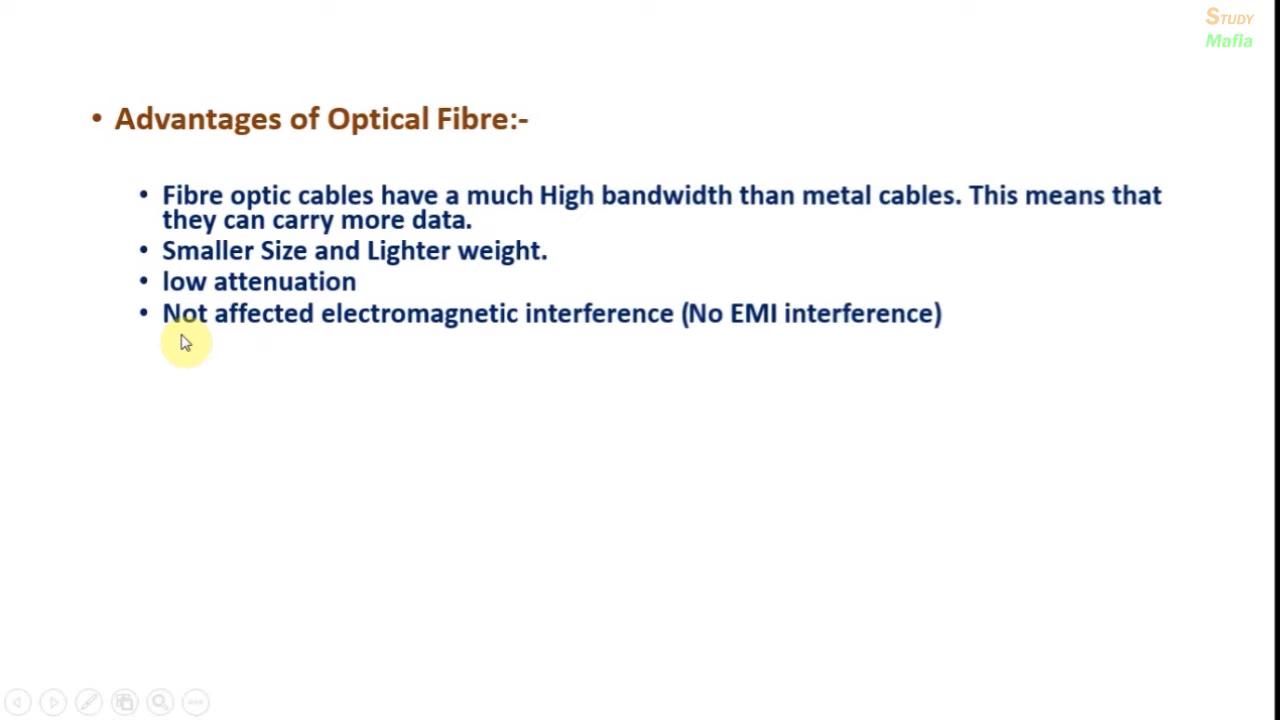 STUDY
Mafia
• Advantages of Optical Fibre:-
• Fibre optic cables have a much High bandwidth than metal cables. This means that
they can carry more data.
• Smaller Size and Lighter weight.
• low attenuation
• Not affected electromagnetic interference (No EMI interference)